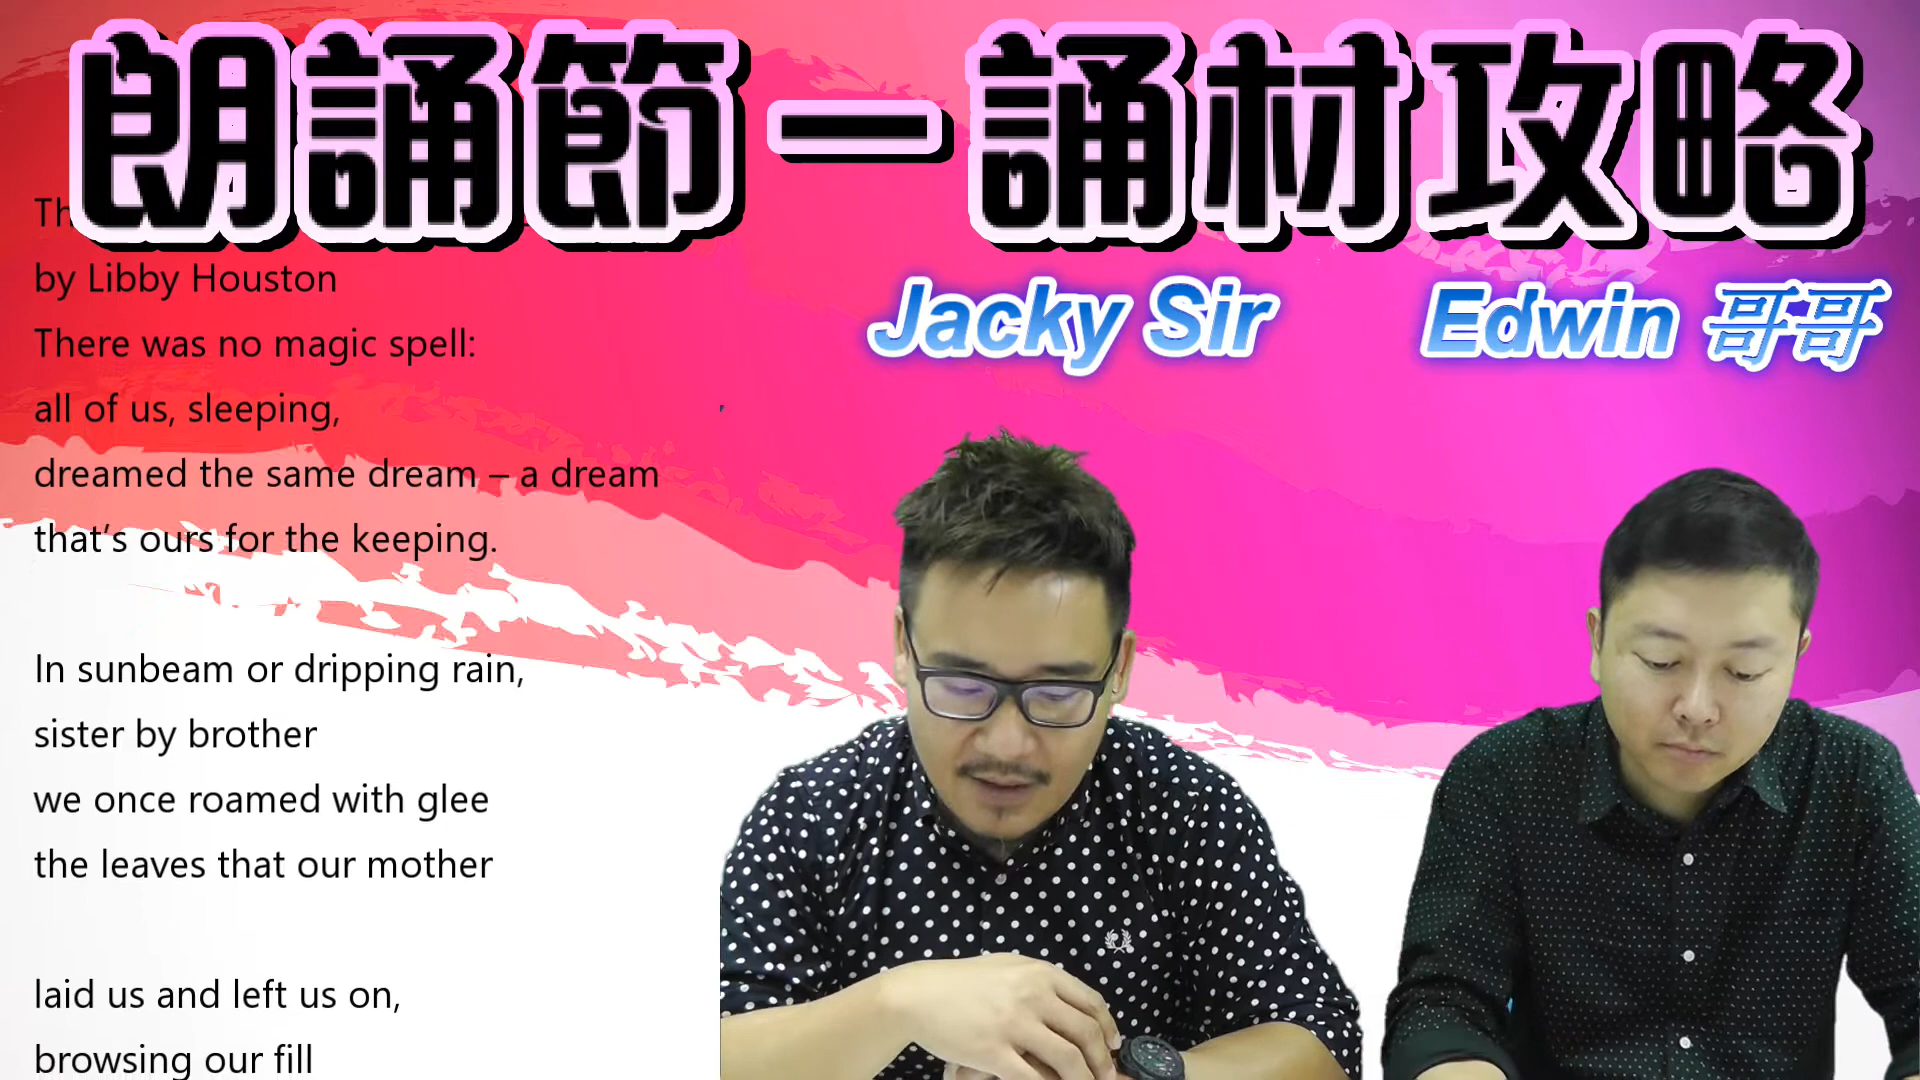 朗誦節－誦材攻略
Jacky Sir
Edwin 哥哥
by Libby Houston
There was no magic spell:
all of us, sleeping,
dreamed the same dream – a dream
that’s ours for the keeping.
In sunbeam or dripping rain,
sister by brother
we once roamed with glee
the leaves that our mother
laid us and left us on,
browsing our fill